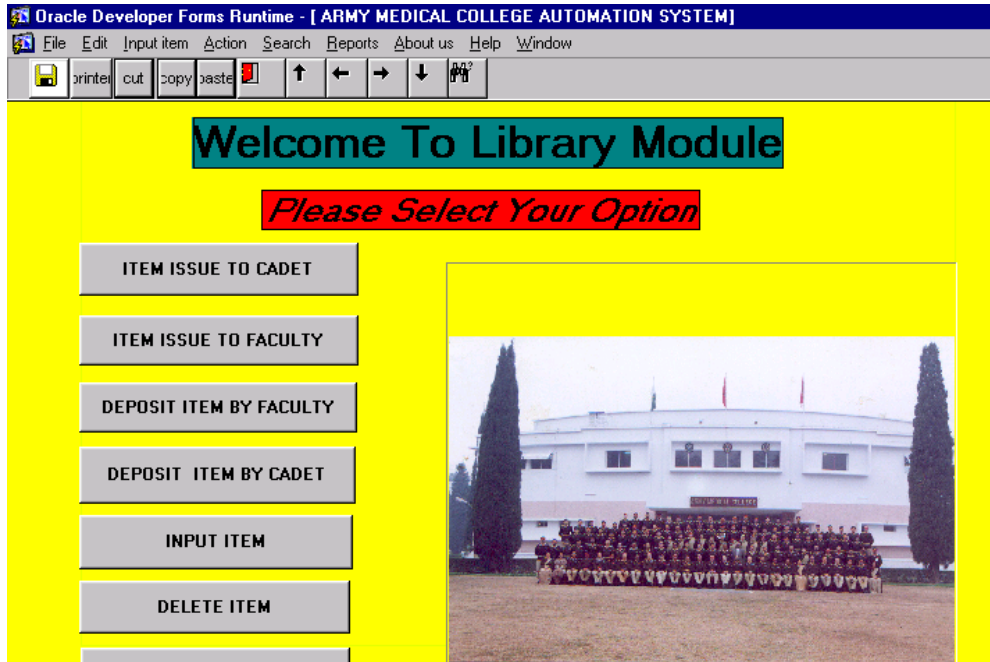 Oracle Developer Forms Runtime - [ ARMY MEDICAL COLLEGE AUTOMATION SYSTEM]
File Edit Input item Action Search Reports About us Help Window
printer cut copy paste
Welcome To Library Module
Please Select Your Option
ITEM ISSUE TO CADET
ITEM ISSUE TO FACULTY
DEPOSIT ITEM BY FACULTY
DEPOSIT ITEM BY CADET
INPUT ITEM
DELETE ITEM